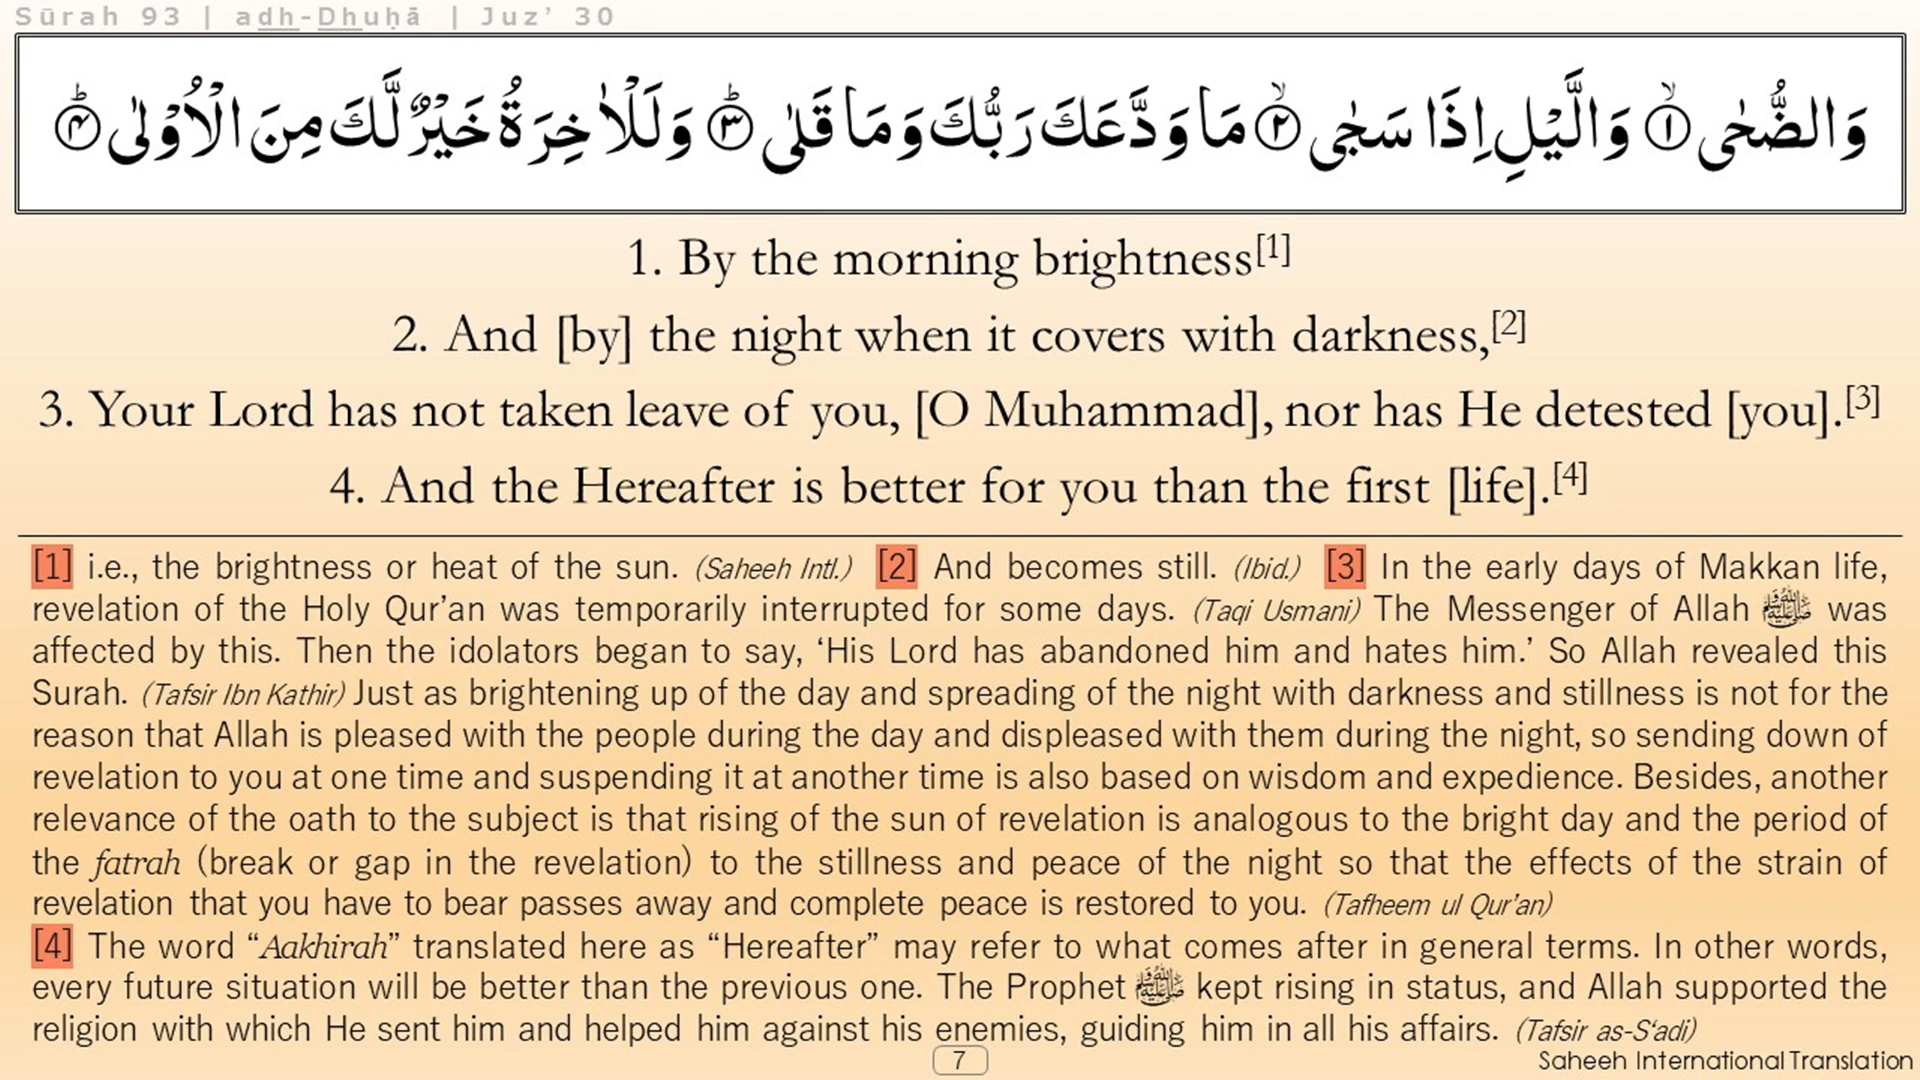 Sūrah 93 | adh-Dhuḥā | Juz’ 30
وَالضُّحٰى ۙ﴿۱﴾ وَالَّيْلِ اِذَا سَجٰى ۙ﴿۲﴾ مَا وَدَّعَكَ رَبُّكَ وَمَا قَلٰى ؕ﴿۳﴾ وَلَلْاٰخِرَةُ خَيْرٌ لَّكَ مِنَ الْاُوْلٰى ؕ﴿۴﴾
1. By the morning brightness[1]
2. And [by] the night when it covers with darkness,[2]
3. Your Lord has not taken leave of you, [O Muhammad], nor has He detested [you].[3]
4. And the Hereafter is better for you than the first [life].[4]
[1] i.e., the brightness or heat of the sun. (Saheeh Intl.) [2] And becomes still. (Ibid.) [3] In the early days of Makkan life,
revelation of the Holy Qur’an was temporarily interrupted for some days. (Taqi Usmani) The Messenger of Allah ﷺ was
affected by this. Then the idolators began to say, ‘His Lord has abandoned him and hates him.’ So Allah revealed this
Surah. (Tafsir Ibn Kathir) Just as brightening up of the day and spreading of the night with darkness and stillness is not for the
reason that Allah is pleased with the people during the day and displeased with them during the night, so sending down of
revelation to you at one time and suspending it at another time is also based on wisdom and expedience. Besides, another
relevance of the oath to the subject is that rising of the sun of revelation is analogous to the bright day and the period of
the fatrah (break or gap in the revelation) to the stillness and peace of the night so that the effects of the strain of
revelation that you have to bear passes away and complete peace is restored to you. (Tafheem ul Qur’an)
[4] The word “Aakhirah” translated here as “Hereafter” may refer to what comes after in general terms. In other words,
every future situation will be better than the previous one. The Prophet ﷺ kept rising in status, and Allah supported the
religion with which He sent him and helped him against his enemies, guiding him in all his affairs. (Tafsir as-S‘adi)
7
Saheeh International Translation